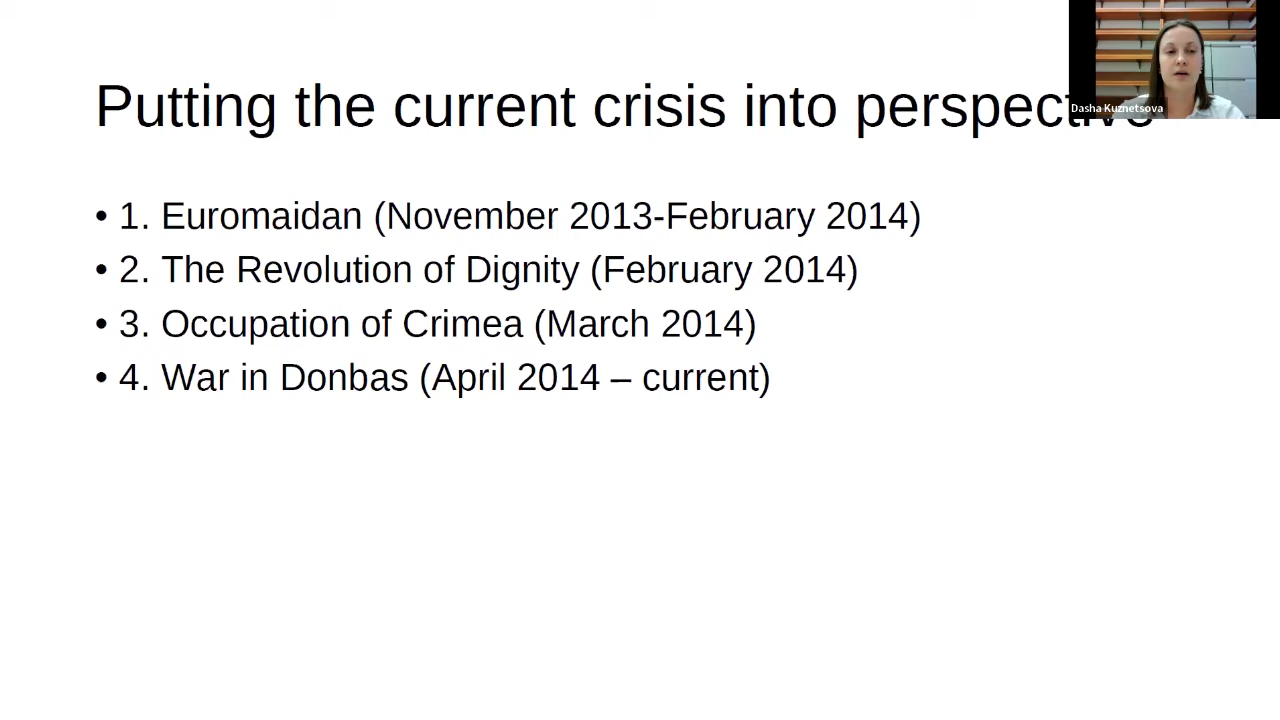 Putting the current crisis into perspective
Dasha Kuznetsova
• 1. Euromaidan (November 2013-February 2014)
• 2. The Revolution of Dignity (February 2014)
• 3. Occupation of Crimea (March 2014)
• 4. War in Donbas (April 2014 – current)